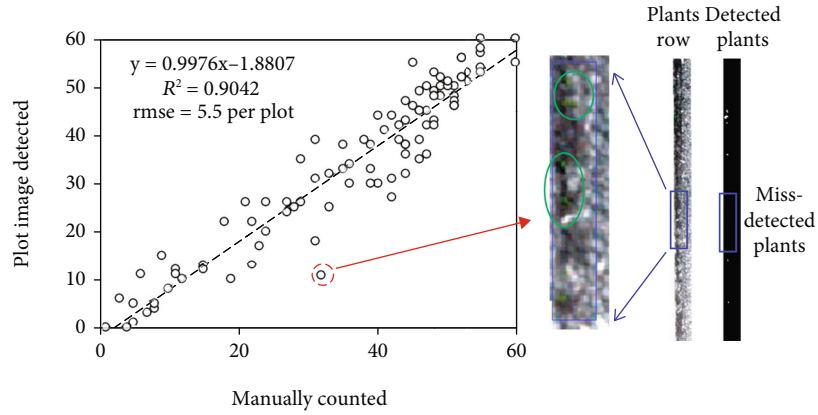 60
50
40
30
20
10
0
y = 0.9976x–1.8807
R² = 0.9042
rmse = 5.5 per plot
Plot image detected
0 20 40 60
Manually counted
Plants Detected
row plants
Miss-
detected
plants